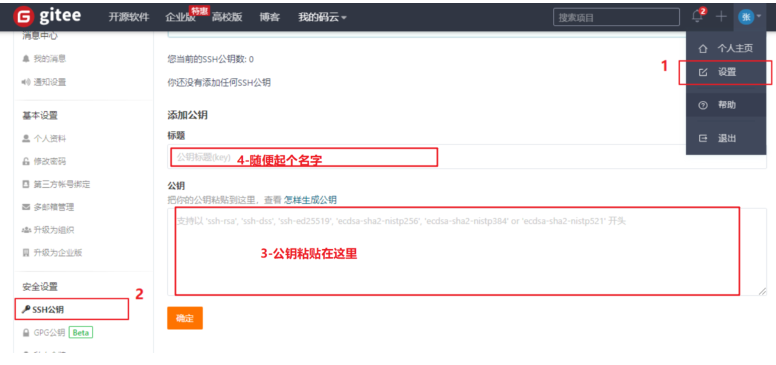 gitee 开源软件 企业版 特惠 高校版 博客 我的码云 搜索项目 2 张
个人主页
1 设置
帮助
退出
消息中心
我的消息
通知设置
基本设置
个人资料
修改密码
第三方帐号绑定
多邮箱管理
升级为组织
升级为企业版
安全设置
2
SSH公钥
GPG公钥 Beta
您当前的SSH公钥数: 0
你还没有添加任何SSH公钥
添加公钥
标题
公钥标题(key) 4-随便起个名字
公钥
把你的公钥粘贴到这里，查看 怎样生成公钥
支持以 'ssh-rsa', 'ssh-dss', 'ssh-ed25519', 'ecdsa-sha2-nistp256', 'ecdsa-sha2-nistp384' or 'ecdsa-sha2-nistp521' 开头
3-公钥粘贴在这里
确定